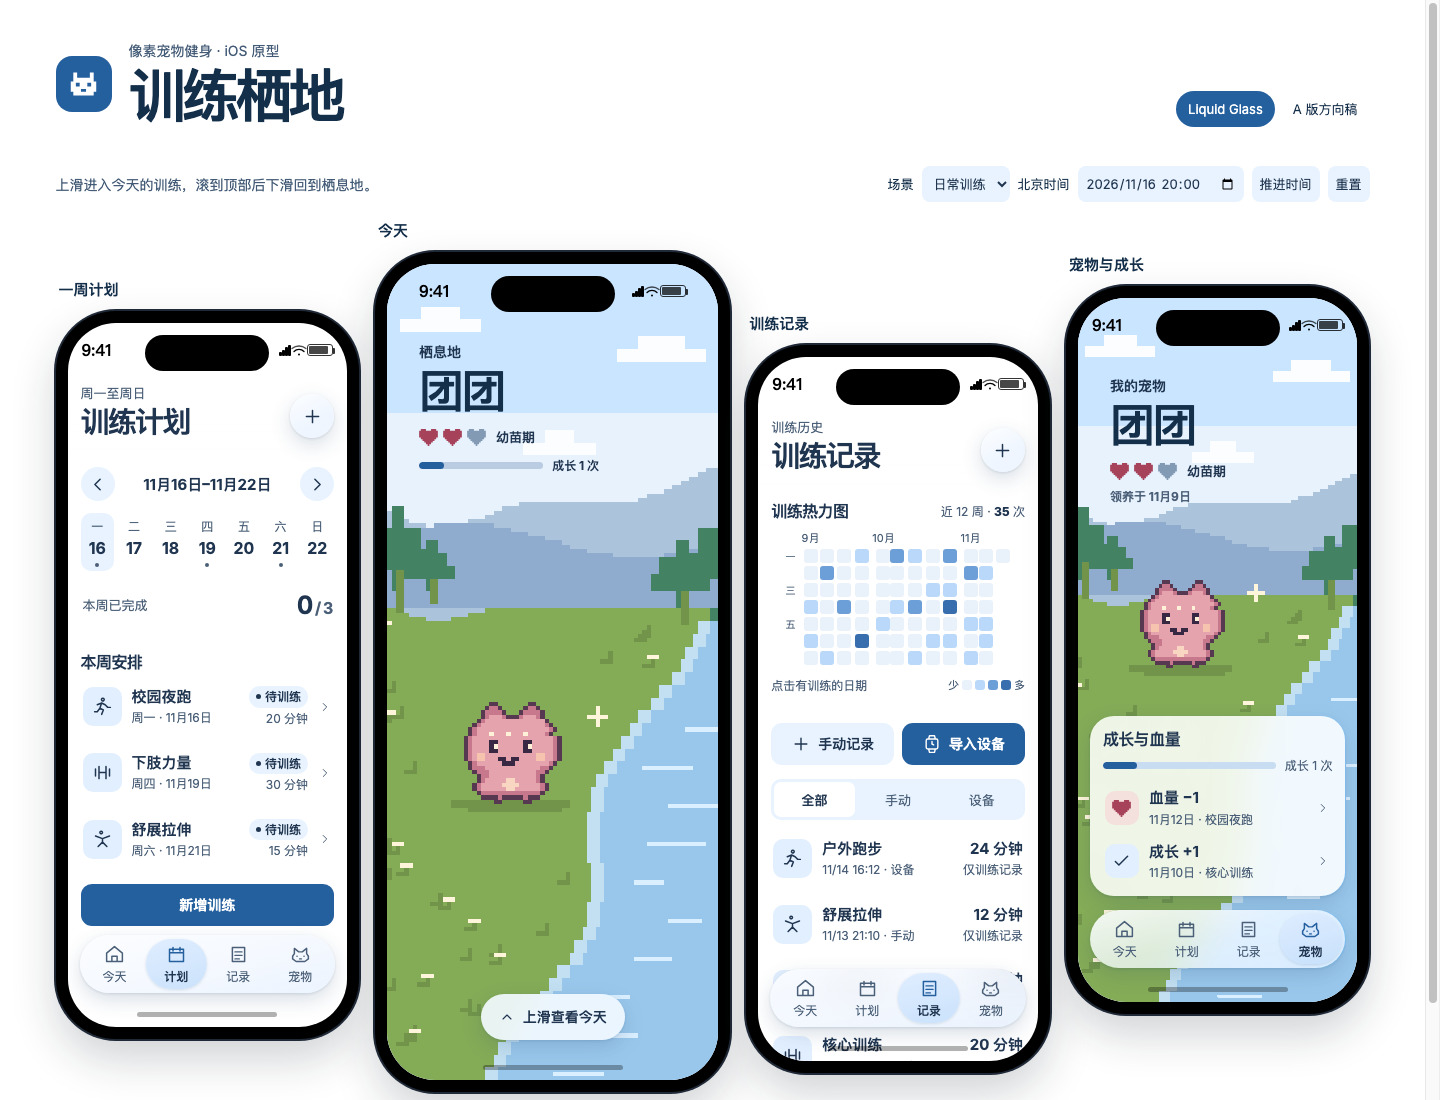 像素宠物健身 · iOS 原型
训练栖地
Liquid Glass
A 版方向稿
上滑进入今天的训练，滚到顶部后下滑回到栖息地。
场景
日常训练
北京时间
2026/11/16 20:00
推进时间
重置
一周计划
9:41
周一至周日
训练计划
11月16日–11月22日
一 二 三 四 五 六 日
16 17 18 19 20 21 22
本周已完成
0/3
本周安排
校园夜跑
待训练
周一 · 11月16日
20 分钟
下肢力量
待训练
周四 · 11月19日
30 分钟
舒展拉伸
待训练
周六 · 11月21日
15 分钟
新增训练
今天 计划 记录 宠物
今天
9:41
栖息地
团团
幼苗期
成长 1 次
上滑查看今天
训练记录
9:41
训练历史
训练记录
训练热力图
近 12 周 · 35 次
9月 10月 11月
一
三
五
点击有训练的日期
少
多
手动记录
导入设备
全部 手动 设备
户外跑步
24 分钟
11/14 16:12 · 设备
仅训练记录
舒展拉伸
12 分钟
11/13 21:10 · 手动
仅训练记录
今天 计划 记录 宠物
核心训练
20 分钟
宠物与成长
9:41
我的宠物
团团
幼苗期
领养于 11月9日
成长与血量
成长 1 次
血量 −1
11月12日 · 校园夜跑
成长 +1
11月10日 · 核心训练
今天 计划 记录 宠物